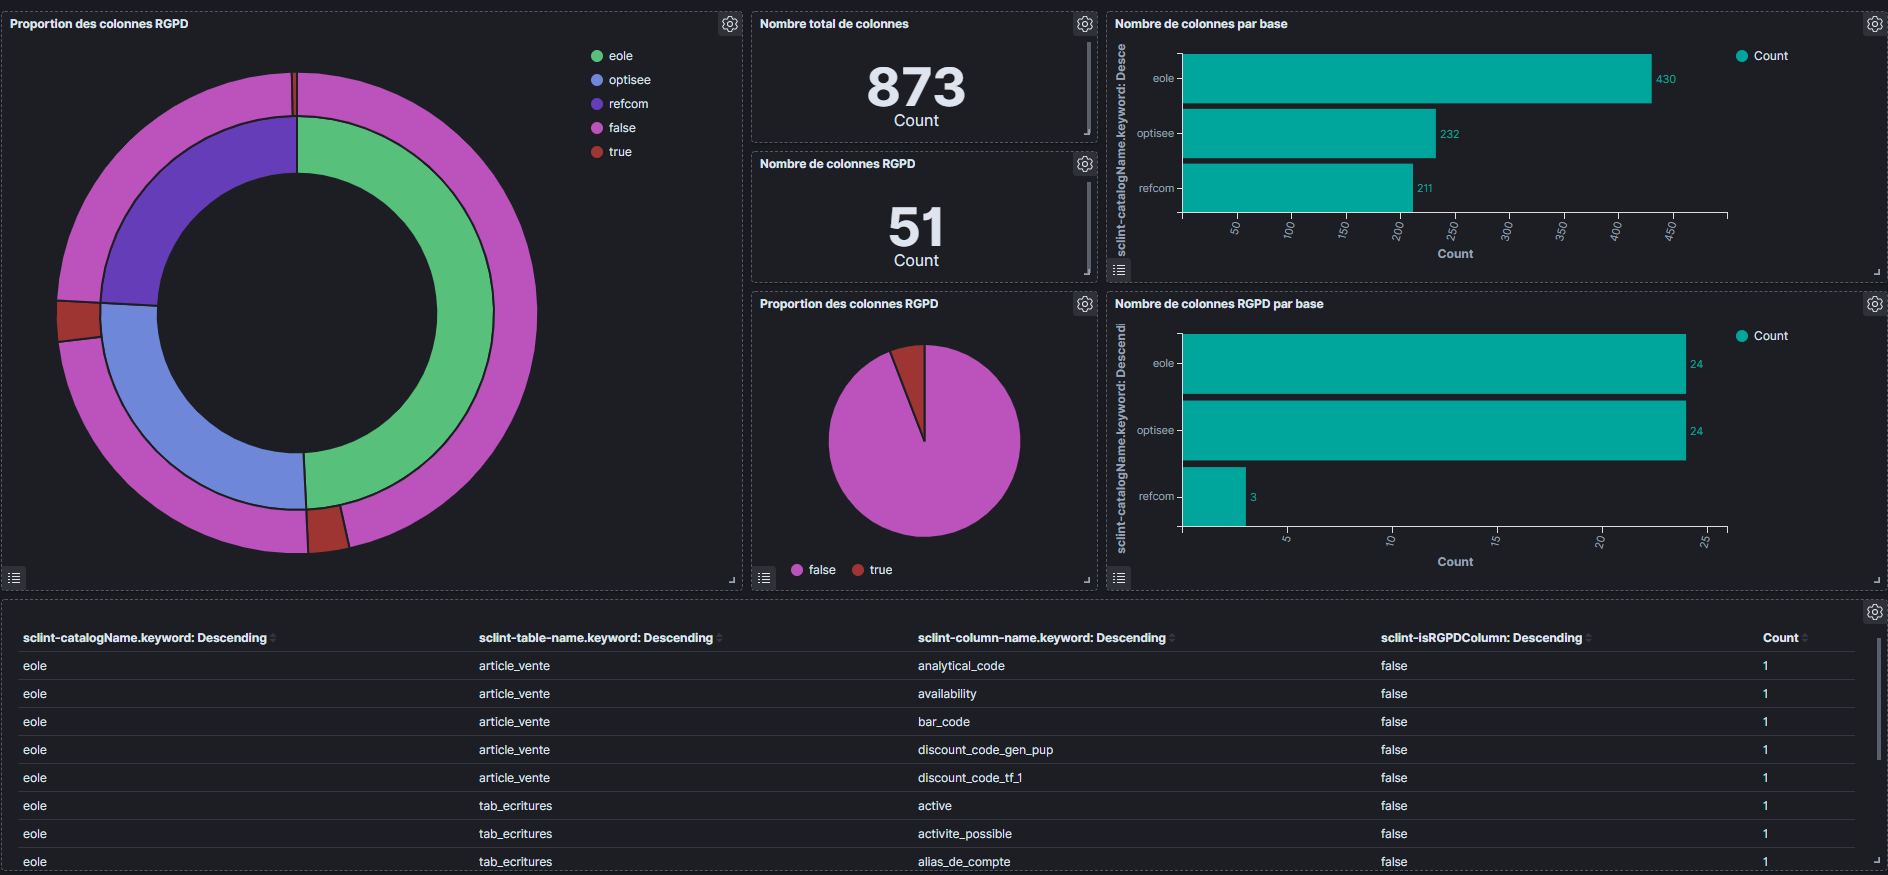 Proportion des colonnes RGPD
eole
optisee
refcom
false
true
Nombre total de colonnes
873
Count
Nombre de colonnes RGPD
51
Count
Proportion des colonnes RGPD
false
true
Nombre de colonnes par base
sclint-catalogName.keyword: Desce
eole
optisee
refcom
430
232
211
50
100
150
200
250
300
350
400
450
Count
Count
Nombre de colonnes RGPD par base
sclint-catalogName.keyword: Descendi
eole
optisee
refcom
24
24
3
5
10
15
20
25
Count
Count
sclint-catalogName.keyword: Descending sclint-table-name.keyword: Descending sclint-column-name.keyword: Descending sclint-isRGPDColumn: Descending Count
eole article_vente analytical_code false 1
eole article_vente availability false 1
eole article_vente bar_code false 1
eole article_vente discount_code_gen_pup false 1
eole article_vente discount_code_tf_1 false 1
eole tab_ecritures active false 1
eole tab_ecritures activite_possible false 1
eole tab_ecritures alias_de_compte false 1